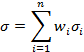 σ = ∑_{i=1}^{n} w_i σ_i